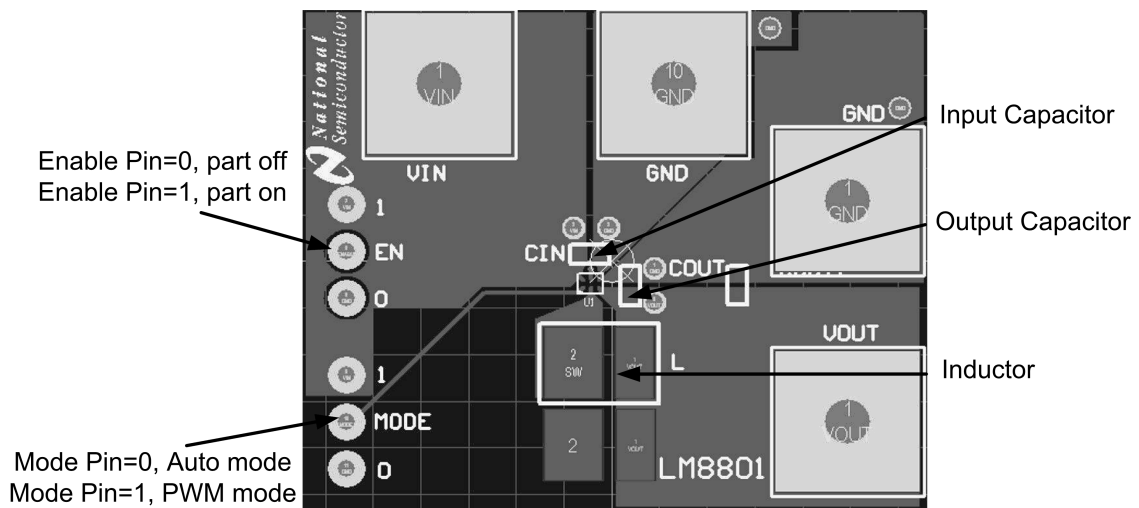 National
Semiconductor
1
VIN
VIN
10
GND
GND
GND
1
GND
Input Capacitor
Output Capacitor
Inductor
Enable Pin=0, part off
Enable Pin=1, part on
1
EN
0
CIN
COUT
U1
2
SW
L
1
MODE
0
2
VOUT
1
VOUT
LM8801
Mode Pin=0, Auto mode
Mode Pin=1, PWM mode